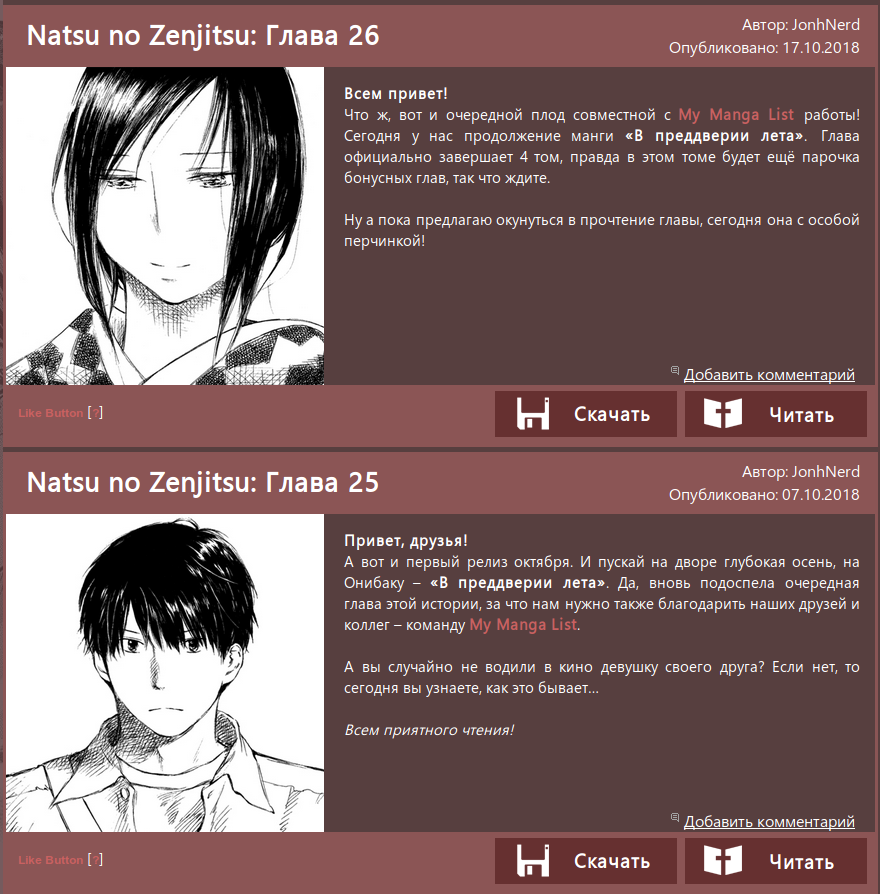 Natsu no Zenjitsu: Глава 26
Автор: JonhNerd
Опубликовано: 17.10.2018
Всем привет!
Что ж, вот и очередной плод совместной с My Manga List работы!
Сегодня у нас продолжение манги «В преддверии лета». Глава
официально завершает 4 том, правда в этом томе будет ещё парочка
бонусных глав, так что ждите.
Ну а пока предлагаю окунуться в прочтение главы, сегодня она с особой
перчинкой!
Добавить комментарий
Like Button [?]
Скачать
Читать
Natsu no Zenjitsu: Глава 25
Автор: JonhNerd
Опубликовано: 07.10.2018
Привет, друзья!
А вот и первый релиз октября. И пускай на дворе глубокая осень, на
Онибаку – «В преддверии лета». Да, вновь подоспела очередная
глава этой истории, за что нам нужно также благодарить наших друзей и
коллег – команду My Manga List.
А вы случайно не водили в кино девушку своего друга? Если нет, то
сегодня вы узнаете, как это бывает...
Всем приятного чтения!
Добавить комментарий
Like Button [?]
Скачать
Читать